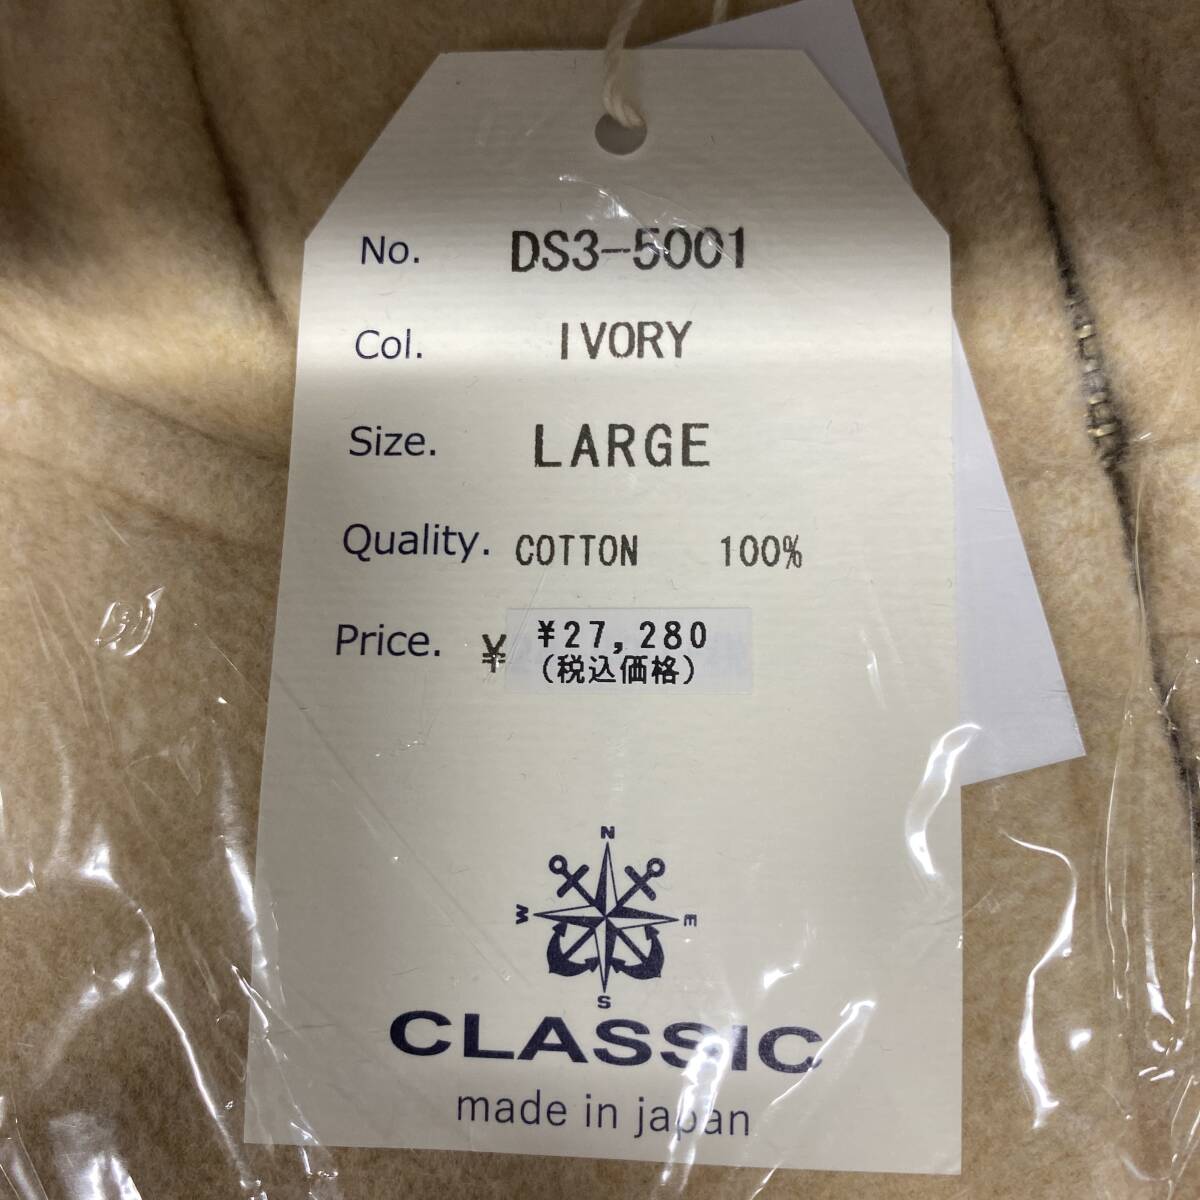 No. DS3-5001
Col. IVORY
Size. LARGE
Quality. COTTON 100%
Price. ¥ ¥27,280
(税込価格)
N
W E
S
CLASSIC
made in japan